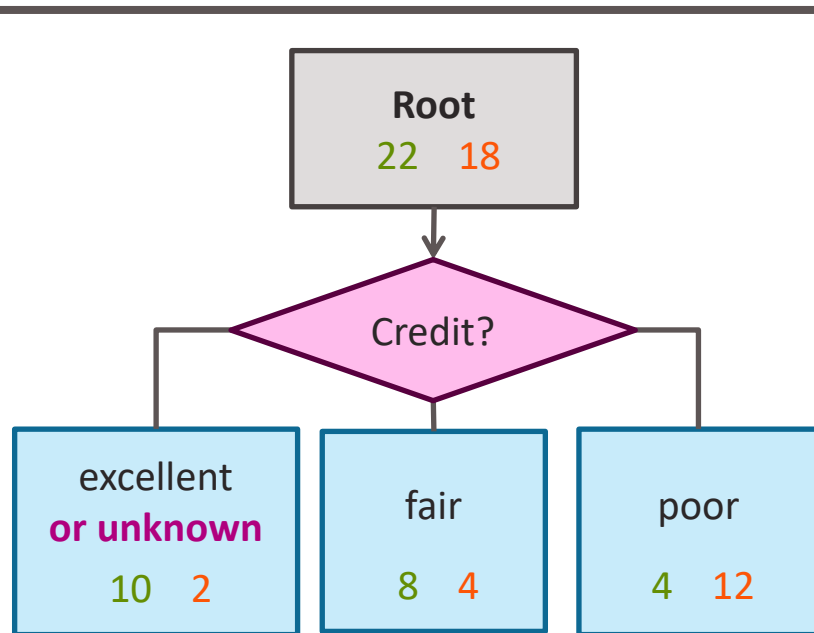 Root
22 18
Credit?
excellent
or unknown
10 2
fair
8 4
poor
4 12